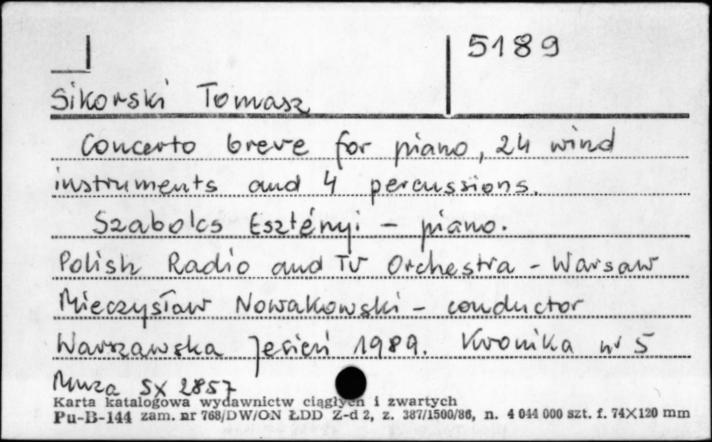 5189
Sikorski Tomasz
Concerto breve for piano, 24 wind
instruments and 4 percussions.
Szabolcs Esztényi - piano.
Polish Radio and TV Orchestra - Warsaw
Mieczysław Nowakowski - conductor
Warszawska Jesień 1989. Kronika nr 5
Muza SX 2857
Karta katalogowa wydawnictw ciągłych i zwartych
Pu-B-144 zam. nr 768/DW/ON ŁDD Z-d 2, z. 387/1500/86, n. 4 044 000 szt. f. 74X120 mm